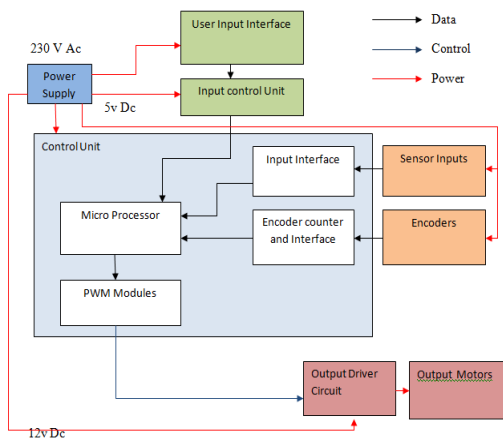 User Input Interface
Data
230 V Ac
Control
Power
Supply
Input control Unit
Power
5v Dc
Control Unit
Input Interface
Sensor Inputs
Micro Processor
Encoder counter
and Interface
Encoders
PWM Modules
Output Driver
Circuit
Output Motors
12v Dc